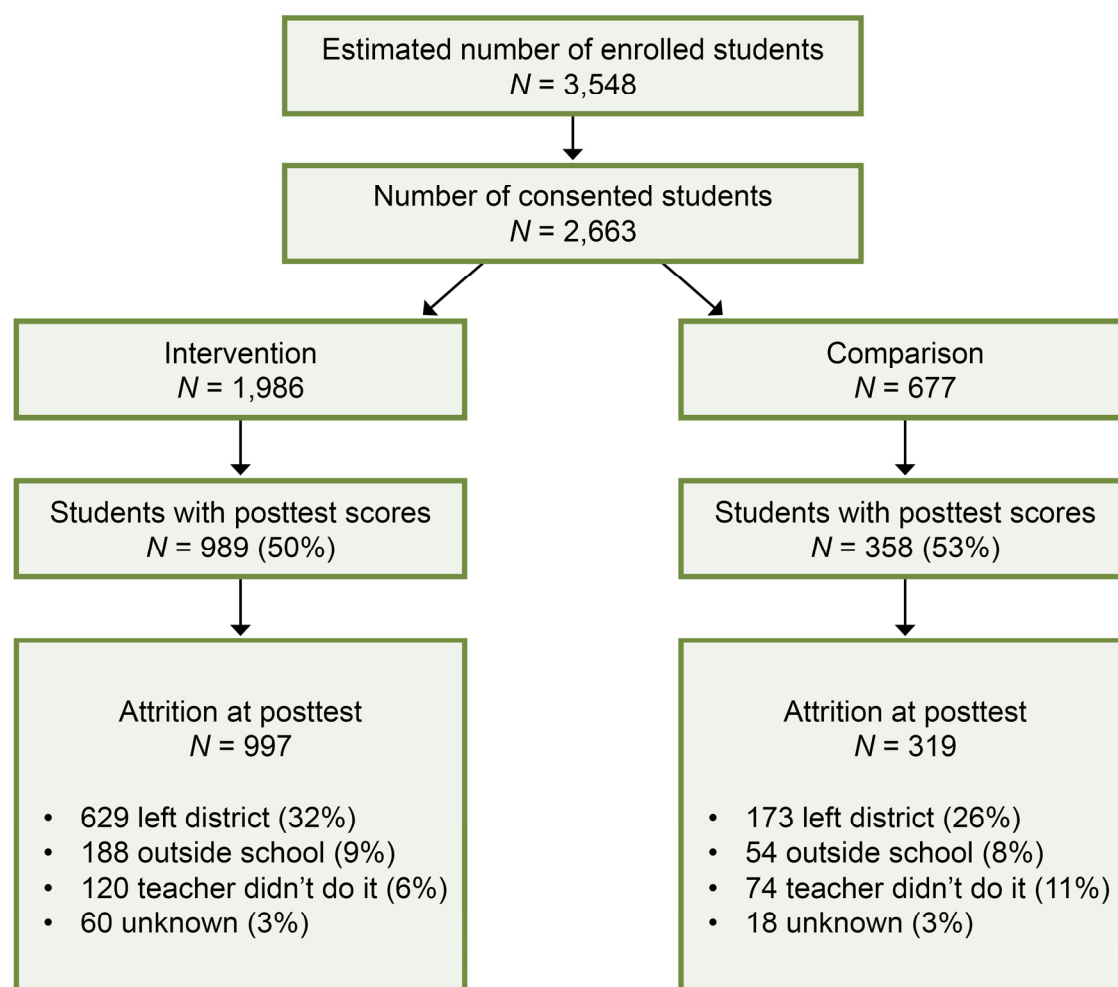 Estimated number of enrolled students
N = 3,548
Number of consented students
N = 2,663
Intervention
N = 1,986
Comparison
N = 677
Students with posttest scores
N = 989 (50%)
Students with posttest scores
N = 358 (53%)
Attrition at posttest
N = 997
• 629 left district (32%)
• 188 outside school (9%)
• 120 teacher didn’t do it (6%)
• 60 unknown (3%)
Attrition at posttest
N = 319
• 173 left district (26%)
• 54 outside school (8%)
• 74 teacher didn’t do it (11%)
• 18 unknown (3%)